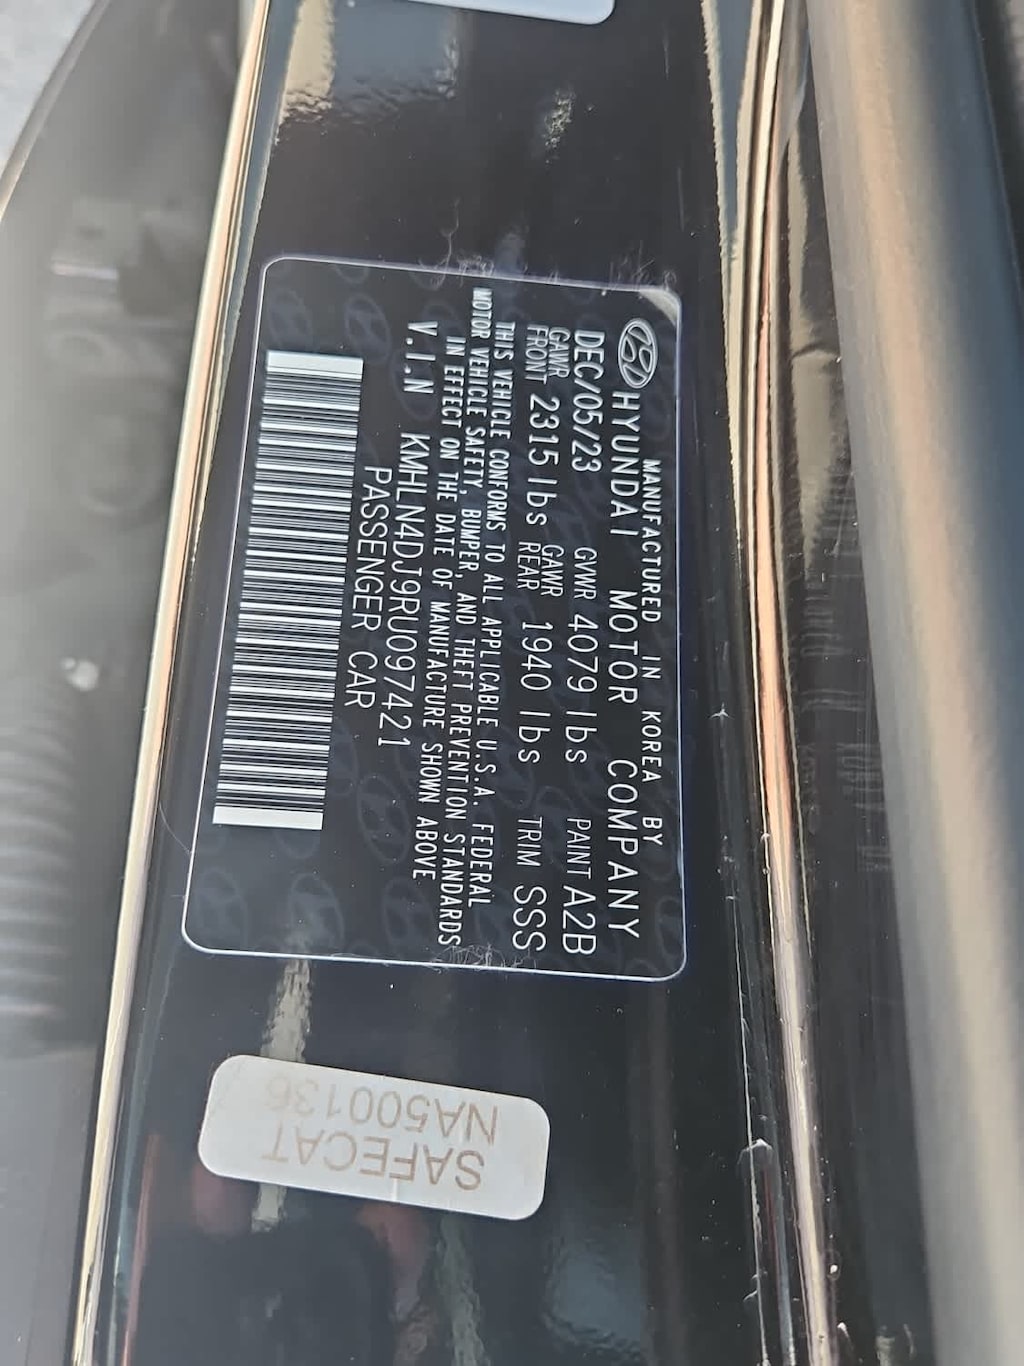 MANUFACTURED IN KOREA BY
HYUNDAI MOTOR COMPANY
DEC/05/23 GVWR 4079 lbs PAINT A2B
GAWR FRONT 2315 lbs GAWR REAR 1940 lbs TRIM SSS
THIS VEHICLE CONFORMS TO ALL APPLICABLE U.S.A. FEDERAL
MOTOR VEHICLE SAFETY, BUMPER, AND THEFT PREVENTION STANDARDS
IN EFFECT ON THE DATE OF MANUFACTURE SHOWN ABOVE
V.I.N KMHLN4DJ9RU097421
PASSENGER CAR
SAFECAT
NA500136